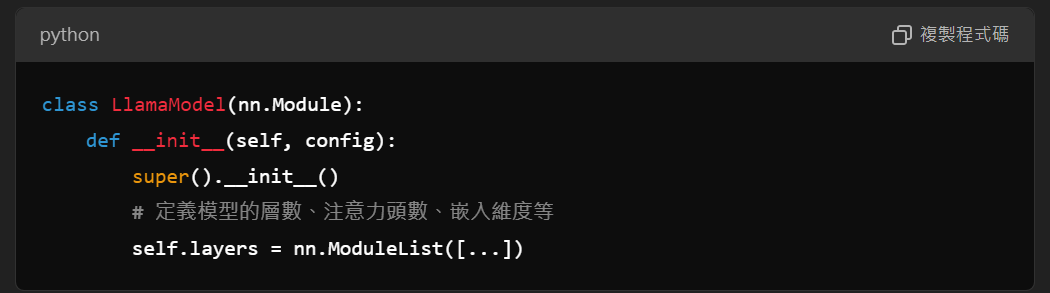 python
複製程式碼
class LlamaModel(nn.Module):
    def __init__(self, config):
        super().__init__()
        # 定義模型的層數、注意力頭數、嵌入維度等
        self.layers = nn.ModuleList([...])